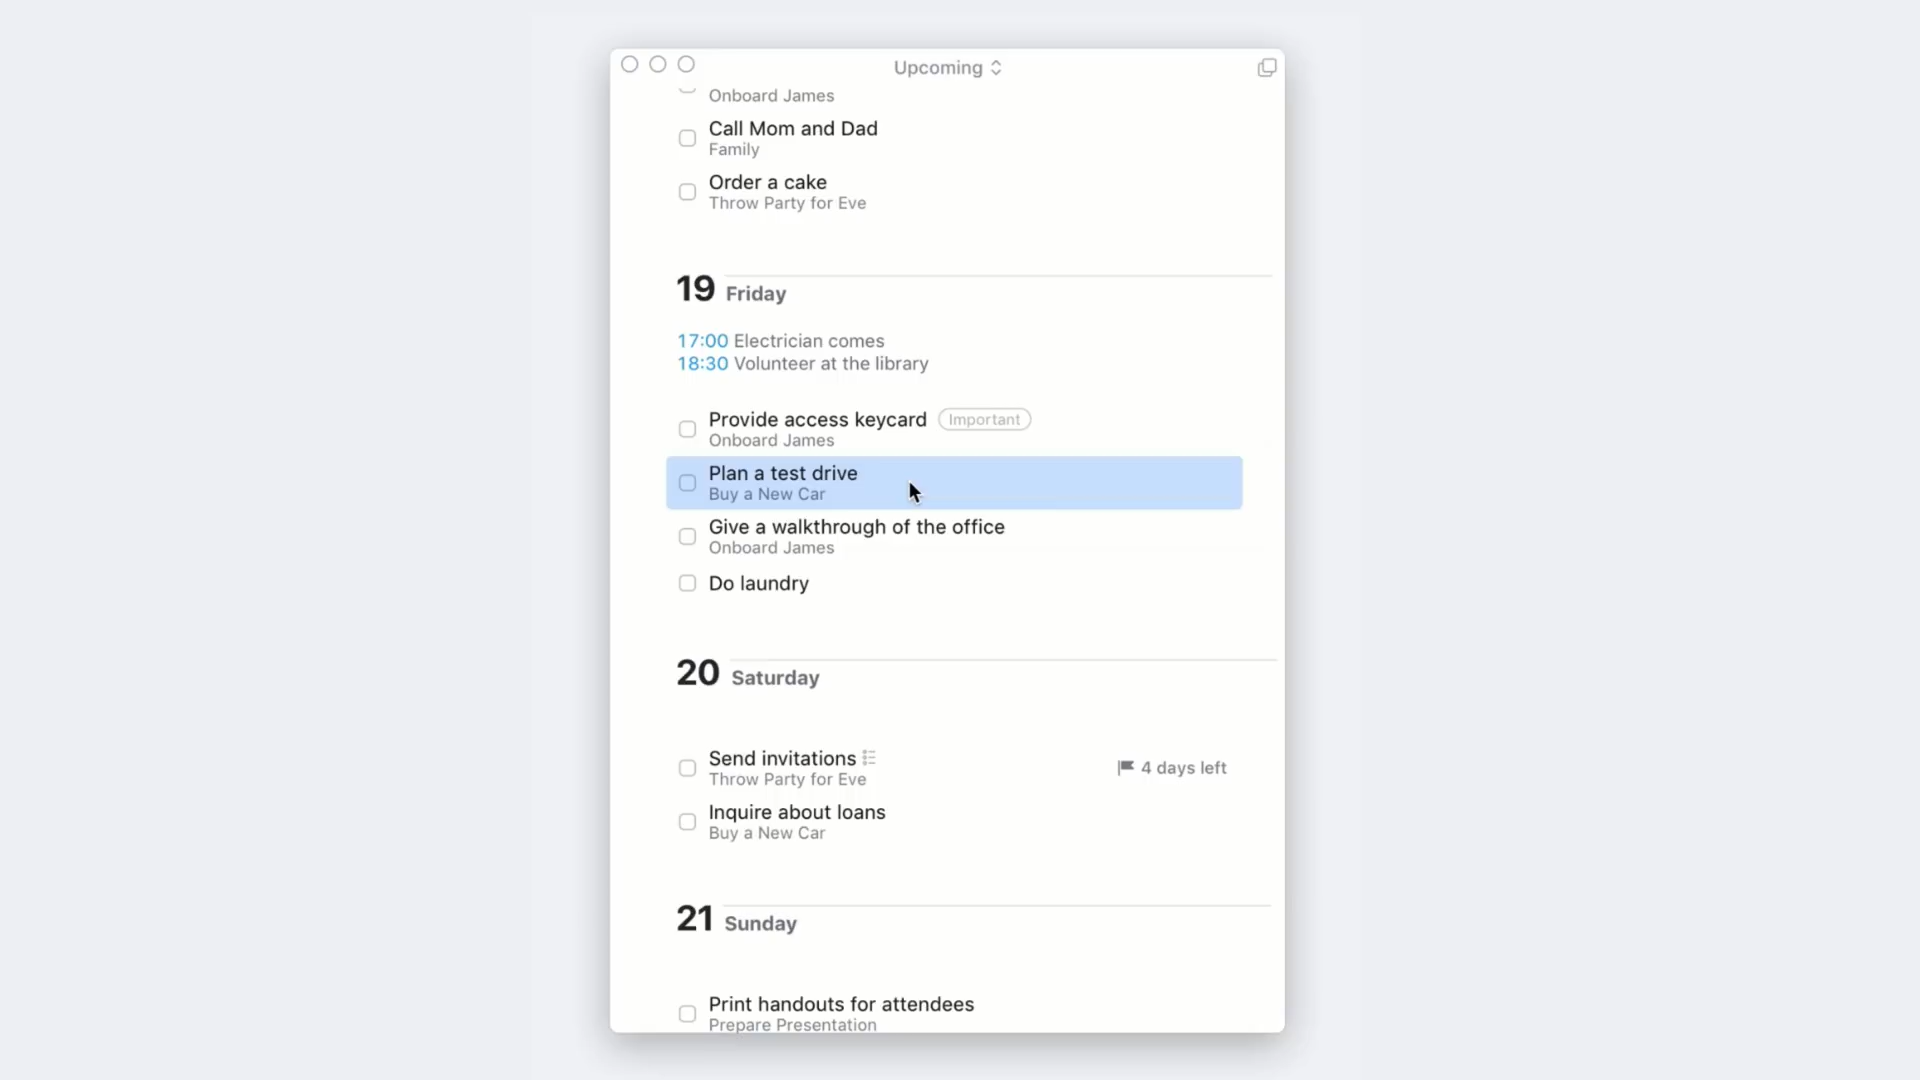 Upcoming
Onboard James
Call Mom and Dad
Family
Order a cake
Throw Party for Eve
19 Friday
17:00 Electrician comes
18:30 Volunteer at the library
Provide access keycard Important
Onboard James
Plan a test drive
Buy a New Car
Give a walkthrough of the office
Onboard James
Do laundry
20 Saturday
Send invitations
4 days left
Throw Party for Eve
Inquire about loans
Buy a New Car
21 Sunday
Print handouts for attendees
Prepare Presentation